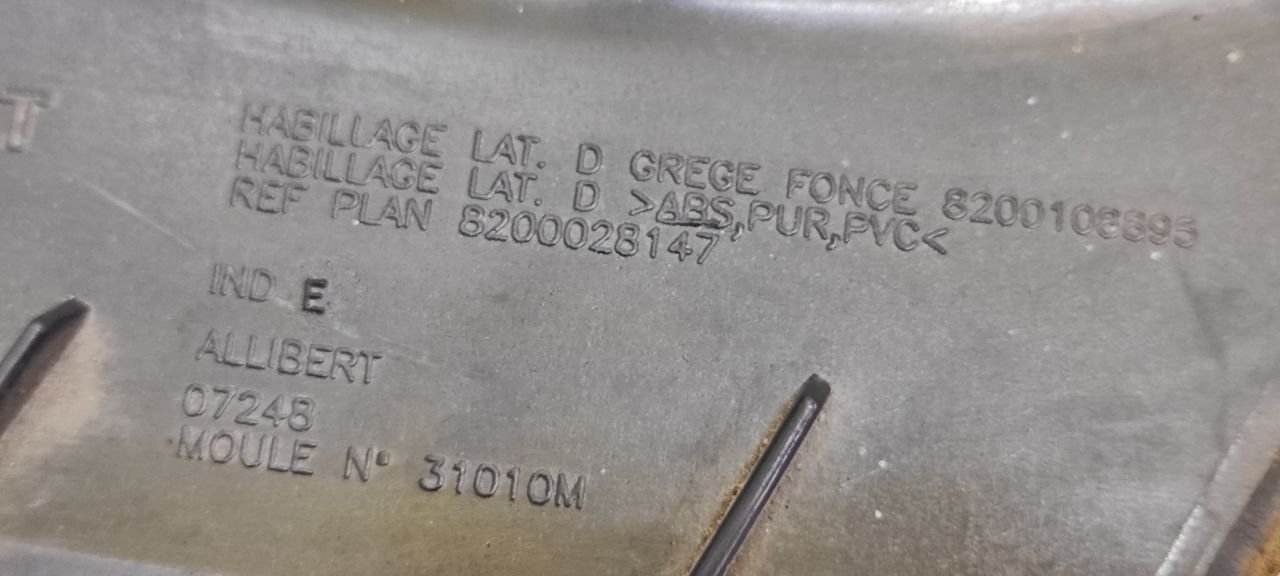 T
HABILLAGE LAT. D GREGE FONCE 8200108895
HABILLAGE LAT. D >ABS,PUR,PVC<
REF PLAN 8200028147
IND E
ALLIBERT
07248
MOULE N° 31010M